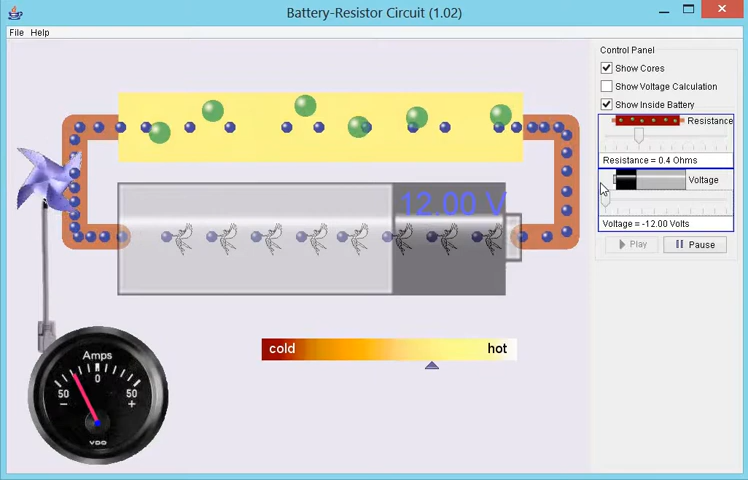 Battery-Resistor Circuit (1.02)
File Help
Control Panel
Show Cores
Show Voltage Calculation
Show Inside Battery
Resistance
Resistance = 0.4 Ohms
Voltage
Voltage = -12.00 Volts
Play Pause
12.00 V
cold hot
Amps
0
50 50
- +
VDO